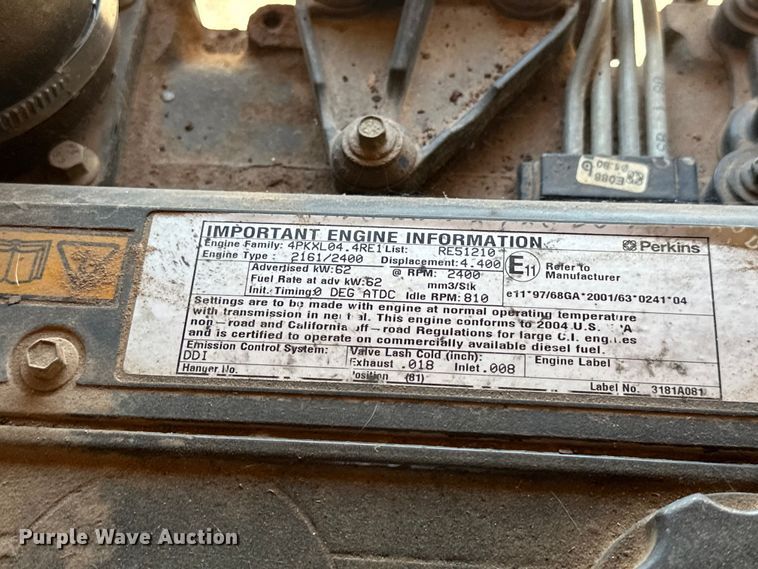 E088
IMPORTANT ENGINE INFORMATION
Perkins
Engine Family: 4PKXL04.4RE1 List: RE51210
Engine Type: 2161/2400 Displacement: 4.400
Advertised kW: 62 @ RPM: 2400
Fuel Rate at adv kW: 62 mm3/Stk
Init. Timing: 0 DEG ATDC Idle RPM: 810
E11 Refer to
Manufacturer
e11*97/68GA*2001/63*0241*04
Settings are to be made with engine at normal operating temperature
with transmission in This engine conforms to 2004 U.S.
non-road and California -road Regulations for large C.I. engines
and is certified to operate on commercially available diesel fuel.
Emission Control System:
DDI
Valve Lash Cold (inch):
Exhaust .018 Inlet .008
Engine Label
Hanger No. (81)
Label No. 3181A081
Purple Wave Auction